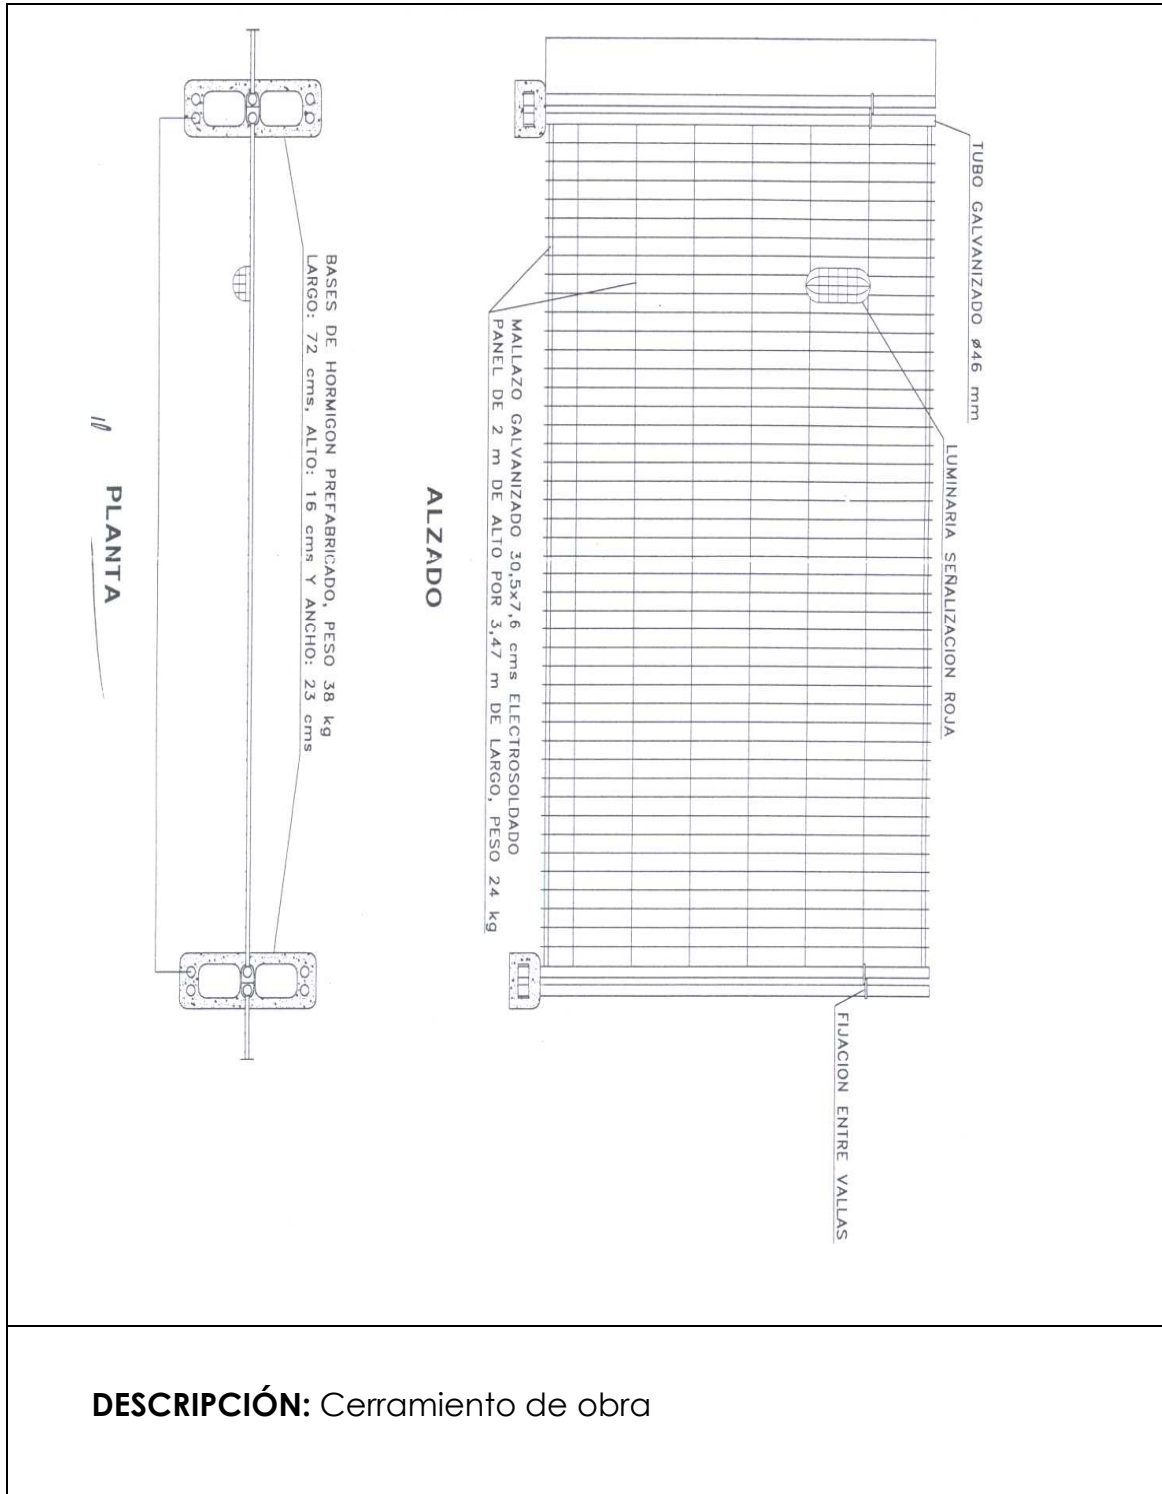 TUBO GALVANIZADO ø46 mm
LUMINARIA SEÑALIZACION ROJA
FIJACION ENTRE VALLAS
MALLAZO GALVANIZADO 30,5x7,6 cms ELECTROSOLDADO
PANEL DE 2 m DE ALTO POR 3,47 m DE LARGO, PESO 24 kg
ALZADO
BASES DE HORMIGON PREFABRICADO, PESO 38 kg
LARGO: 72 cms, ALTO: 16 cms Y ANCHO: 23 cms
PLANTA
DESCRIPCIÓN: Cerramiento de obra